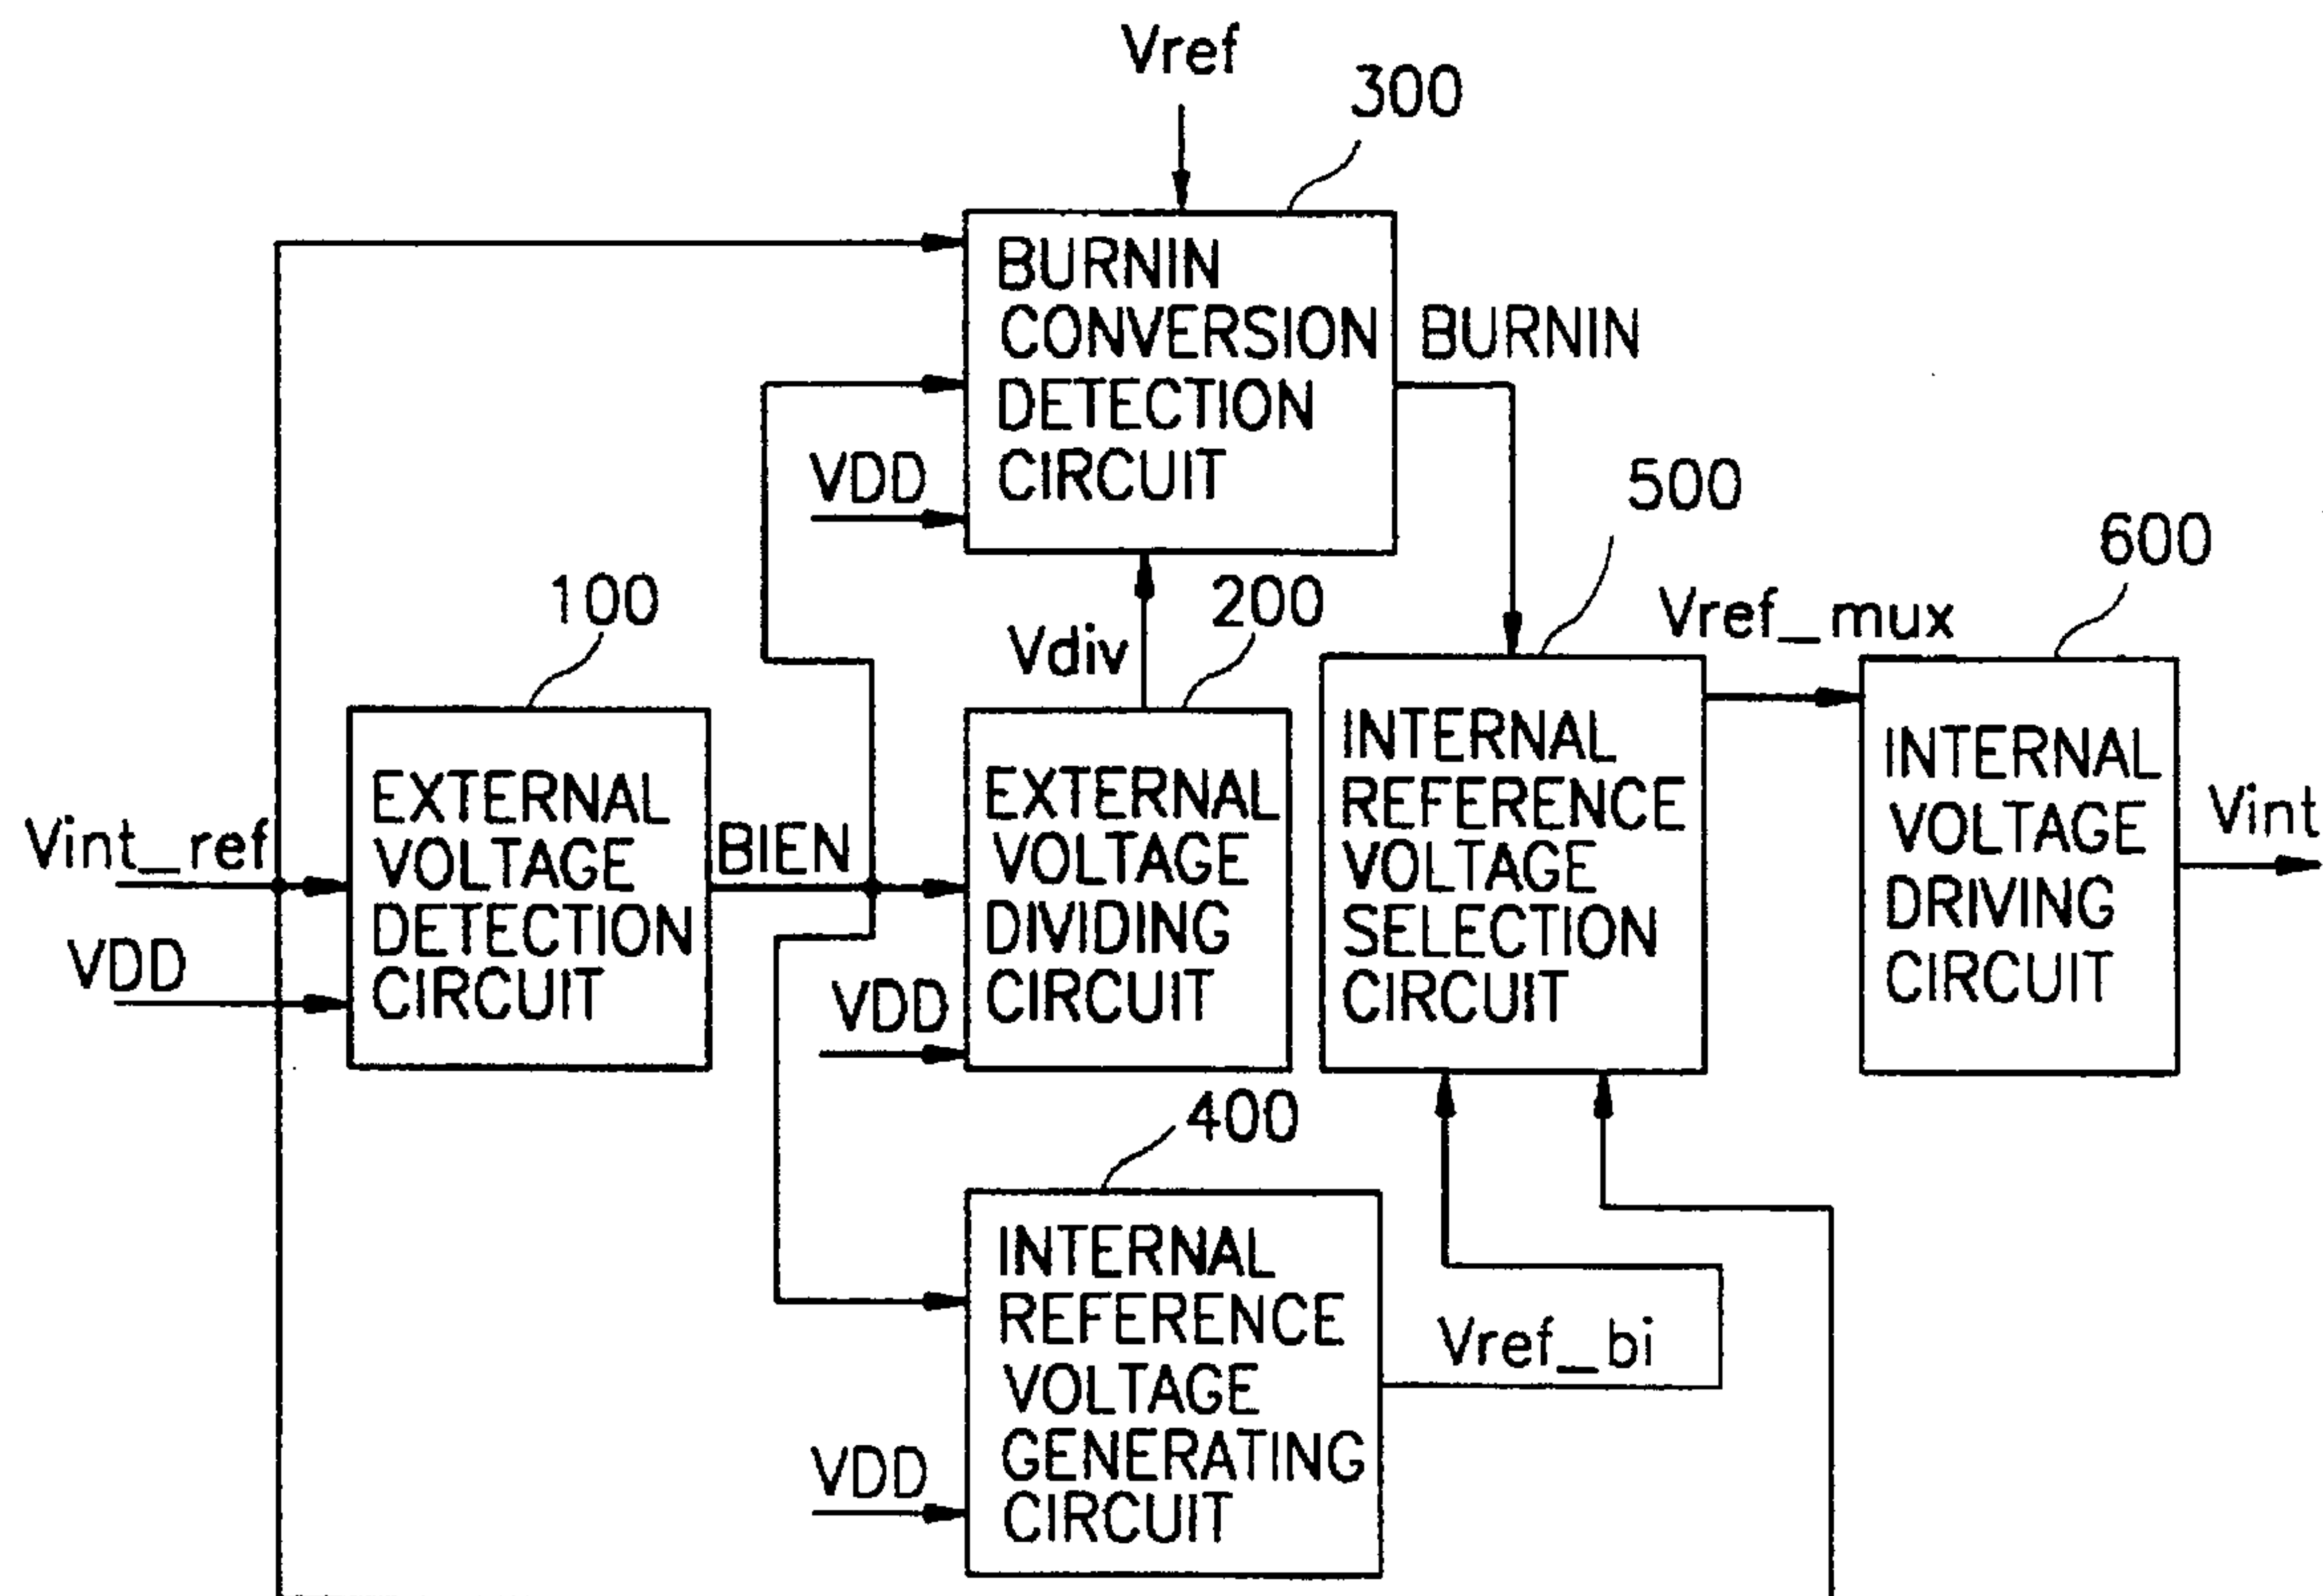 Vref
300
BURNIN
CONVERSION
DETECTION
CIRCUIT
BURNIN
VDD
500
600
100
200
Vdiv
Vref_mux
Vint_ref
VDD
EXTERNAL
VOLTAGE
DETECTION
CIRCUIT
BIEN
EXTERNAL
VOLTAGE
DIVIDING
CIRCUIT
VDD
INTERNAL
REFERENCE
VOLTAGE
SELECTION
CIRCUIT
INTERNAL
VOLTAGE
DRIVING
CIRCUIT
Vint
400
INTERNAL
REFERENCE
VOLTAGE
GENERATING
CIRCUIT
Vref_bi
VDD